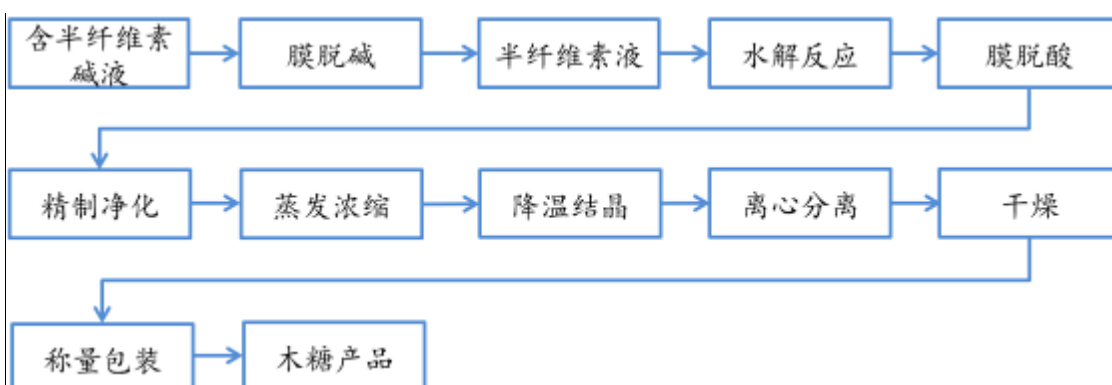 含半纤维素
碱液
膜脱碱
半纤维素液
水解反应
膜脱酸
精制净化
蒸发浓缩
降温结晶
离心分离
干燥
称量包装
木糖产品